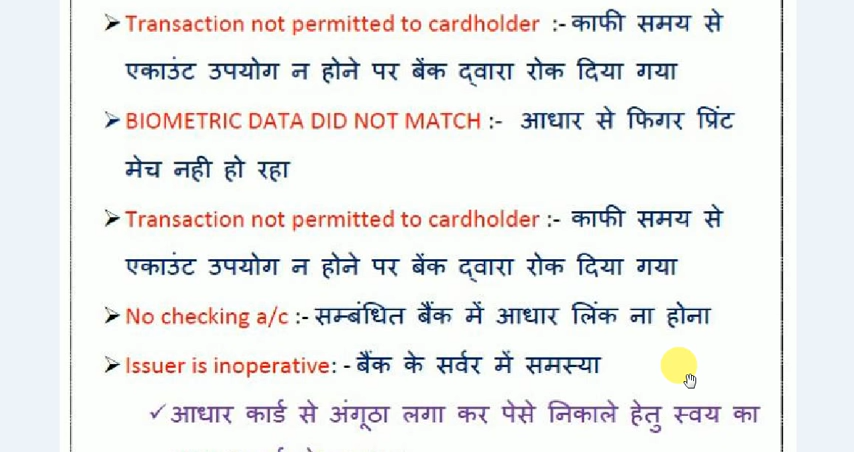 ➤Transaction not permitted to cardholder :- काफी समय से
एकाउंट उपयोग न होने पर बेंक द्वारा रोक दिया गया
➤BIOMETRIC DATA DID NOT MATCH :- आधार से फिगर प्रिंट
मेच नही हो रहा
➤Transaction not permitted to cardholder :- काफी समय से
एकाउंट उपयोग न होने पर बेंक द्वारा रोक दिया गया
➤No checking a/c :- सम्बंधित बैंक में आधार लिंक ना होना
➤Issuer is inoperative: - बैंक के सर्वर में समस्या
✓आधार कार्ड से अंगूठा लगा कर पेसे निकाले हेतु स्वय का